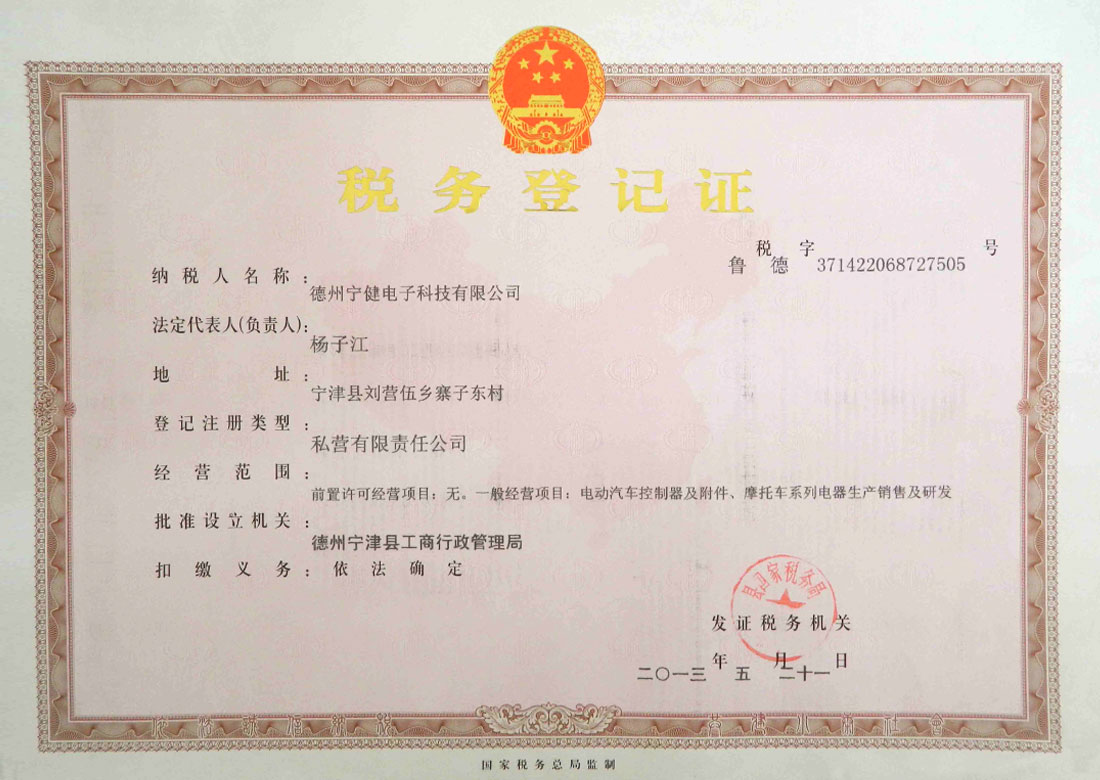 税务登记证
税字 号
鲁德 371422068727505
纳税人名称：
德州宁健电子科技有限公司
法定代表人(负责人)：
杨子江
地址：
宁津县刘营伍乡寨子东村
登记注册类型：
私营有限责任公司
经营范围：
前置许可经营项目：无。一般经营项目：电动汽车控制器及附件、摩托车系列电器生产销售及研发
批准设立机关：
德州宁津县工商行政管理局
扣缴义务：依法确定
县国家税务局
发证税务机关
年 月 日
二〇一三 五 二十一
国家税务总局监制